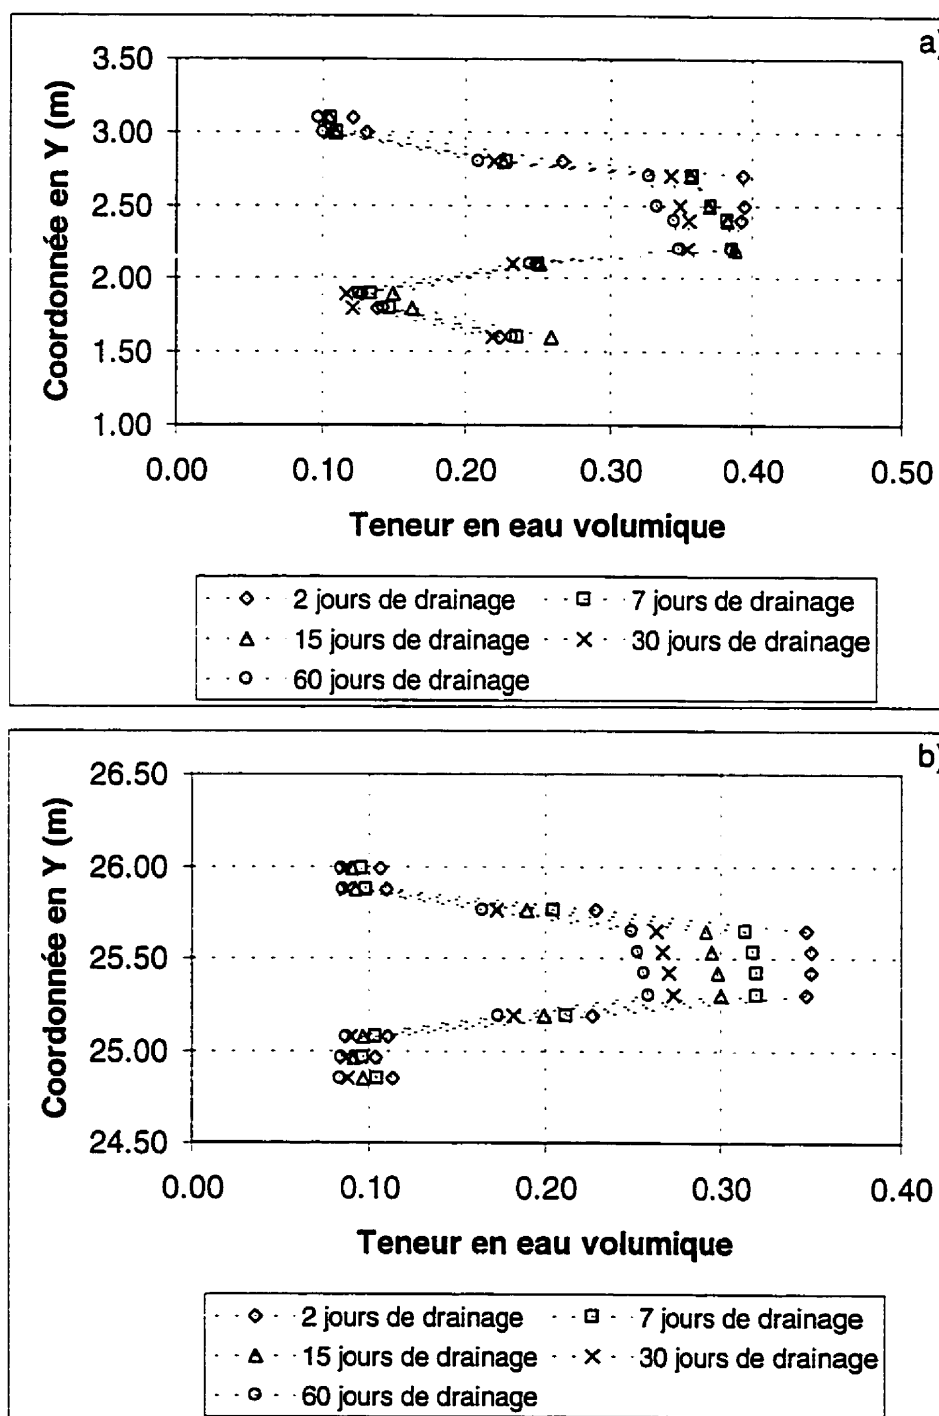 a)
3.50
3.00
2.50
2.00
1.50
1.00
Coordonnée en Y (m)
0.00 0.10 0.20 0.30 0.40 0.50
Teneur en eau volumique
2 jours de drainage 7 jours de drainage
15 jours de drainage 30 jours de drainage
60 jours de drainage
b)
26.50
26.00
25.50
25.00
24.50
Coordonnée en Y (m)
0.00 0.10 0.20 0.30 0.40
Teneur en eau volumique
2 jours de drainage 7 jours de drainage
15 jours de drainage 30 jours de drainage
60 jours de drainage